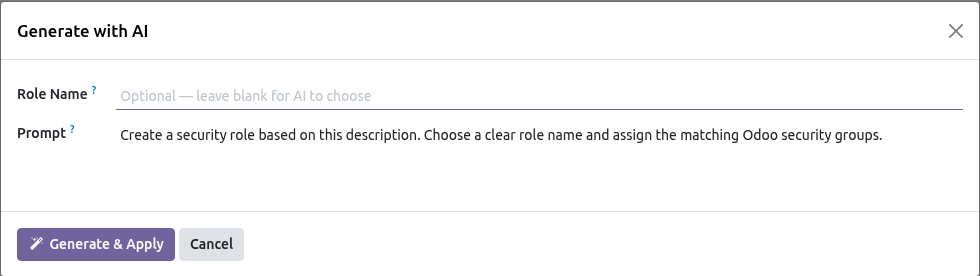 Generate with AI
Role Name ? Optional — leave blank for AI to choose
Prompt ? Create a security role based on this description. Choose a clear role name and assign the matching Odoo security groups.
Generate & Apply Cancel